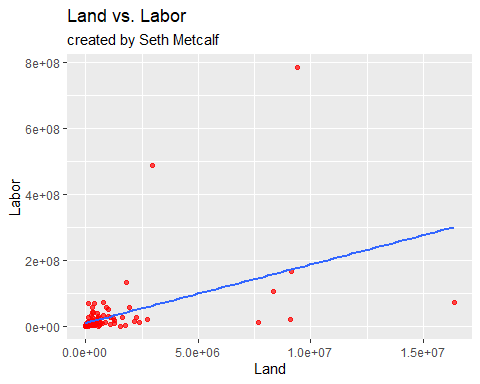 Land vs. Labor
created by Seth Metcalf
8e+08
6e+08
4e+08
2e+08
0e+00
Labor
0.0e+00 5.0e+06 1.0e+07 1.5e+07
Land